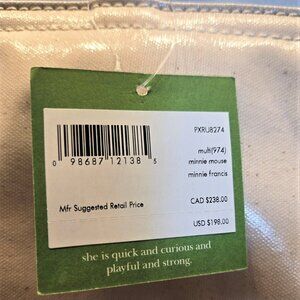 PXRU8274
multi(974)
minnie mouse
minnie francis
0 98687 12138 5
Mfr Suggested Retail Price
CAD $238.00
USD $198.00
she is quick and curious and
playful and strong.